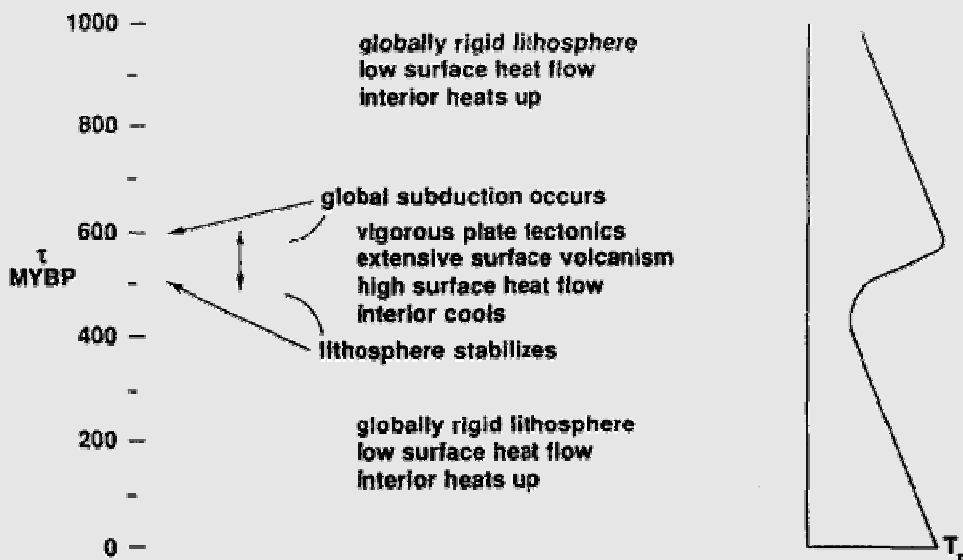 1000
globally rigid lithosphere
low surface heat flow
interior heats up
800
global subduction occurs
600
vigorous plate tectonics
extensive surface volcanism
τ
MYBP
high surface heat flow
interior cools
400
lithosphere stabilizes
globally rigid lithosphere
200
low surface heat flow
interior heats up
0
T